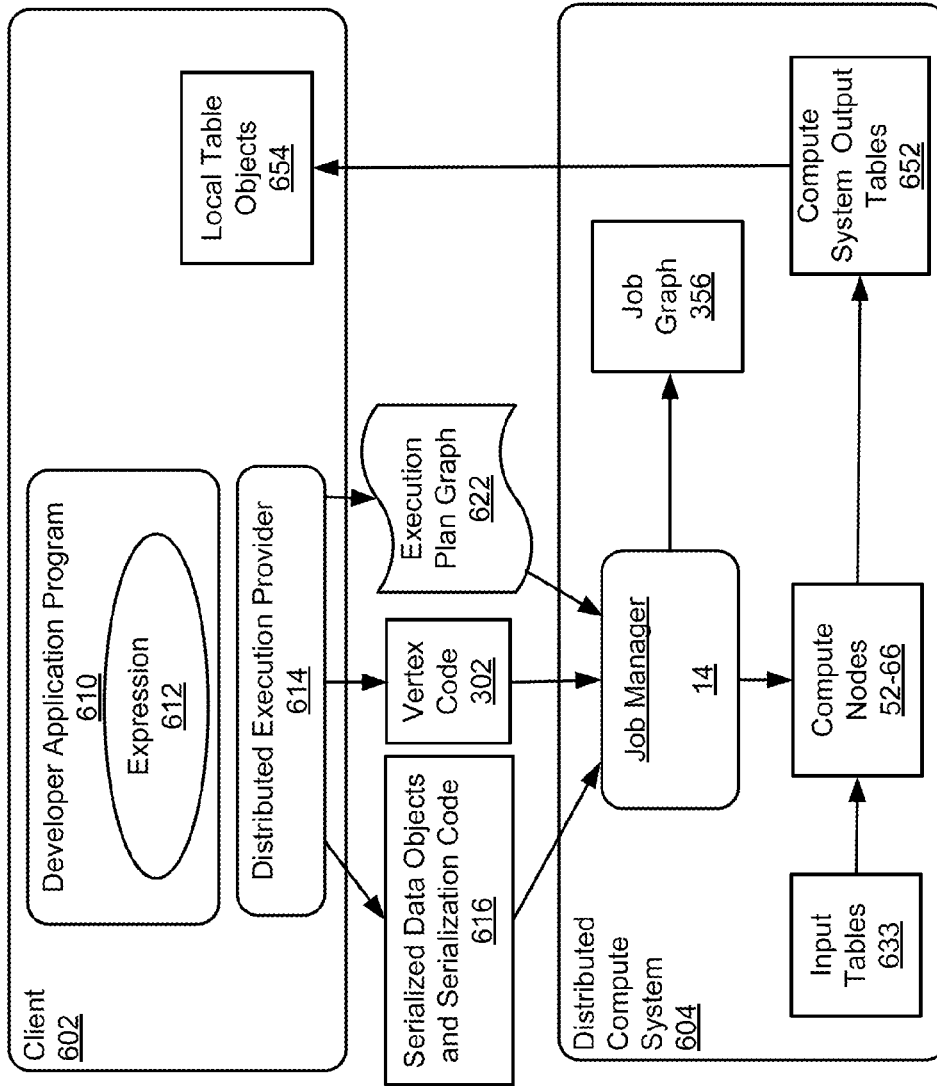 Client
602
Developer Application Program
610
Expression
612
Distributed Execution Provider
614
Local Table
Objects
654
Serialized Data Objects
and Serialization Code
616
Vertex
Code
302
Execution
Plan Graph
622
Distributed
Compute
System
604
Job Manager
14
Job
Graph
356
Input
Tables
633
Compute
Nodes
52-66
Compute
System Output
Tables
652